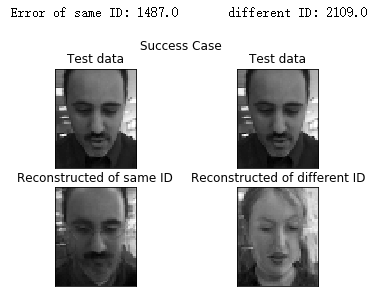 Error of same ID: 1487.0 different ID: 2109.0
Success Case
Test data Test data
Reconstructed of same ID Reconstructed of different ID